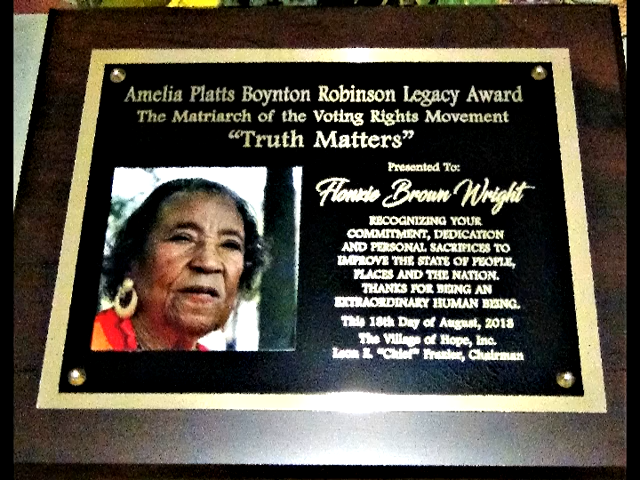 Amelia Platts Boynton Robinson Legacy Award
The Matriarch of the Voting Rights Movement
“Truth Matters”
Presented To:
Flonzie Brown Wright
RECOGNIZING YOUR
COMMITMENT, DEDICATION
AND PERSONAL SACRIFICES TO
IMPROVE THE STATE OF PEOPLE,
PLACES AND THE NATION.
THANKS FOR BEING AN
EXTRAORDINARY HUMAN BEING.
This 18th Day of August, 2018
The Village of Hope, Inc.
Leon E. "Chief" Frazier, Chairman